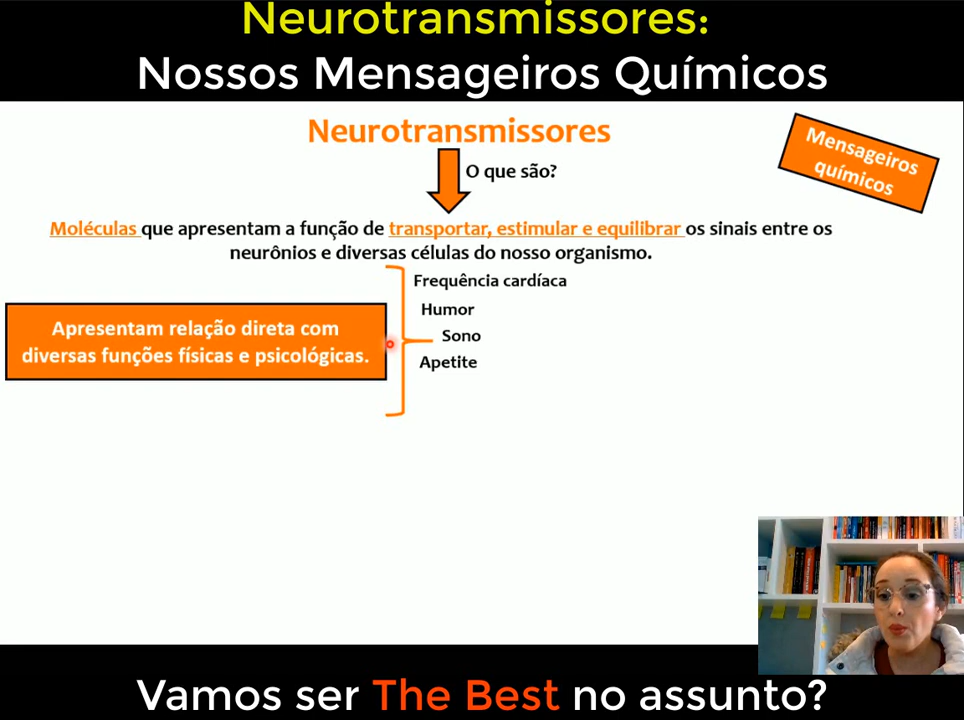 Neurotransmissores:
Nossos Mensageiros Químicos
Neurotransmissores
Mensageiros
químicos
O que são?
Moléculas que apresentam a função de transportar, estimular e equilibrar os sinais entre os
neurônios e diversas células do nosso organismo.
Frequência cardíaca
Humor
Apresentam relação direta com
diversas funções físicas e psicológicas.
Sono
Apetite
Vamos ser The Best no assunto?